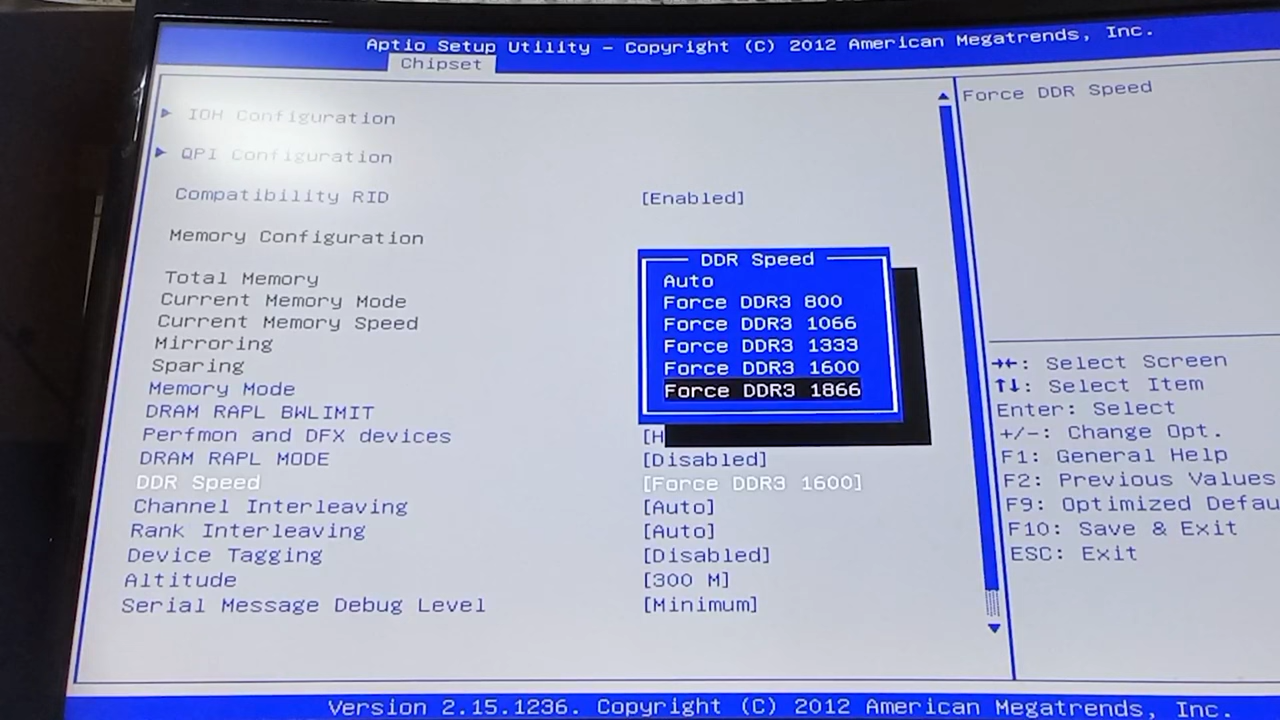 Aptio Setup Utility – Copyright (C) 2012 American Megatrends, Inc.
Chipset
IOH Configuration
QPI Configuration
Compatibility RID [Enabled]
Memory Configuration
Total Memory
Current Memory Mode
Current Memory Speed
Mirroring
Sparing
Memory Mode
DRAM RAPL BWLIMIT
Perfmon and DFX devices [H
DRAM RAPL MODE [Disabled]
DDR Speed [Force DDR3 1600]
Channel Interleaving [Auto]
Rank Interleaving [Auto]
Device Tagging [Disabled]
Altitude [300 M]
Serial Message Debug Level [Minimum]
DDR Speed
Auto
Force DDR3 800
Force DDR3 1066
Force DDR3 1333
Force DDR3 1600
Force DDR3 1866
Force DDR Speed
→←: Select Screen
↑↓: Select Item
Enter: Select
+/-: Change Opt.
F1: General Help
F2: Previous Values
F9: Optimized Defau
F10: Save & Exit
ESC: Exit
Version 2.15.1236. Copyright (C) 2012 American Megatrends, Inc.